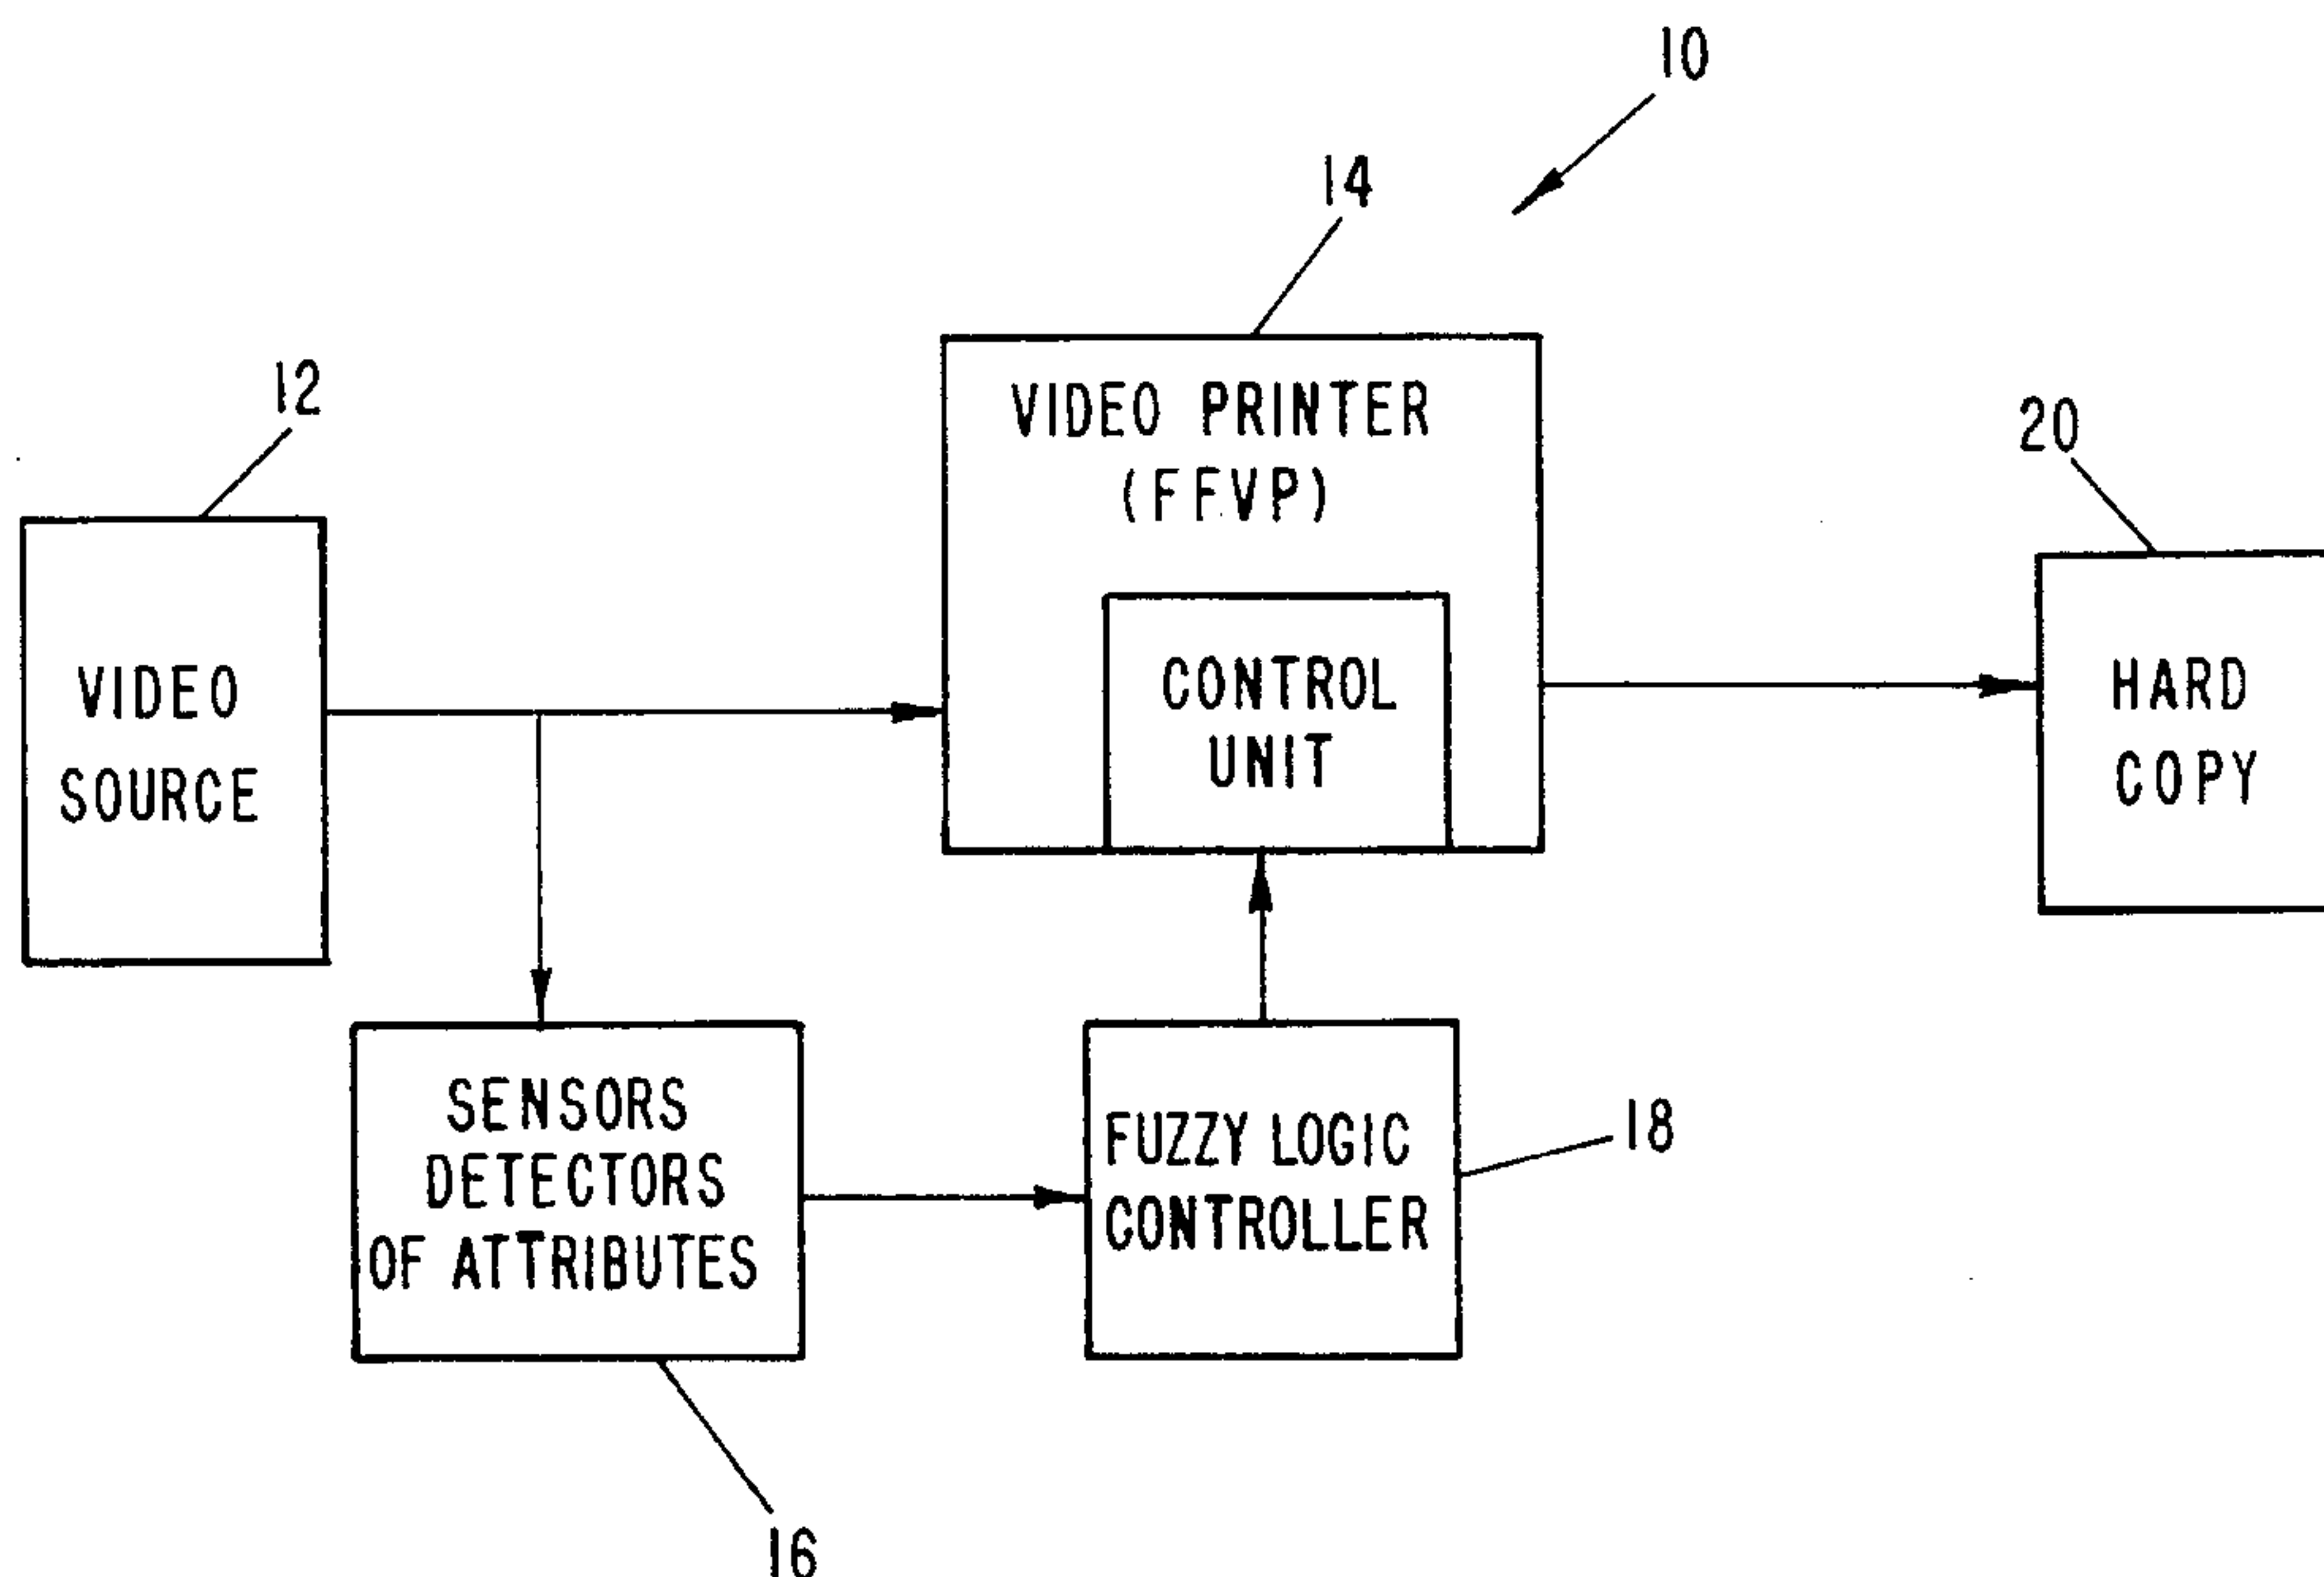 10
14
12
VIDEO PRINTER
(FFVP)
20
VIDEO
SOURCE
CONTROL
UNIT
HARD
COPY
SENSORS
DETECTORS
OF ATTRIBUTES
FUZZY LOGIC
CONTROLLER
18
16